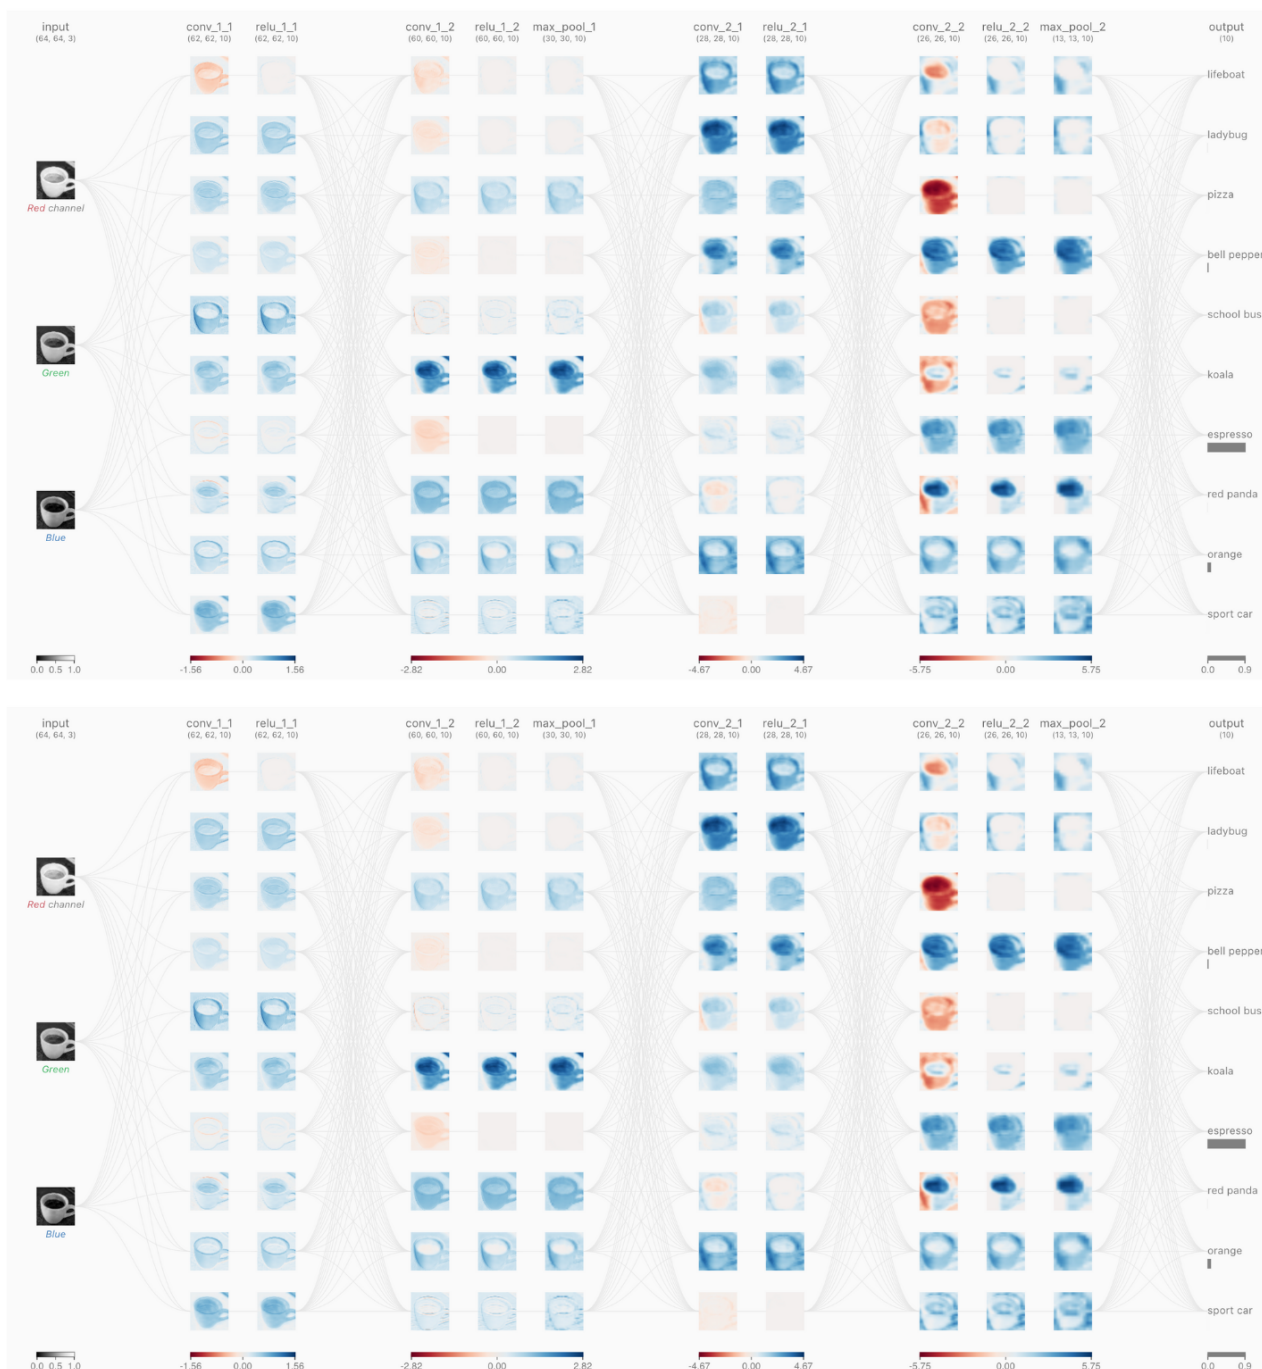 input conv_1_1 relu_1_1 conv_1_2 relu_1_2 max_pool_1 conv_2_1 relu_2_1 conv_2_2 relu_2_2 max_pool_2 output
(64, 64, 3) (62, 62, 10) (62, 62, 10) (60, 60, 10) (60, 60, 10) (30, 30, 10) (28, 28, 10) (28, 28, 10) (26, 26, 10) (26, 26, 10) (13, 13, 10) (10)
lifeboat
ladybug
pizza
Red channel
bell pepper
school bus
Green
koala
espresso
red panda
Blue
orange
sport car
0.0 0.5 1.0 -1.56 0.00 1.56 -2.82 0.00 2.82 -4.67 0.00 4.67 -5.75 0.00 5.75 0.0 0.9
input conv_1_1 relu_1_1 conv_1_2 relu_1_2 max_pool_1 conv_2_1 relu_2_1 conv_2_2 relu_2_2 max_pool_2 output
(64, 64, 3) (62, 62, 10) (62, 62, 10) (60, 60, 10) (60, 60, 10) (30, 30, 10) (28, 28, 10) (28, 28, 10) (26, 26, 10) (26, 26, 10) (13, 13, 10) (10)
lifeboat
ladybug
pizza
Red channel
bell pepper
school bus
Green
koala
espresso
red panda
Blue
orange
sport car
0.0 0.5 1.0 -1.56 0.00 1.56 -2.82 0.00 2.82 -4.67 0.00 4.67 -5.75 0.00 5.75 0.0 0.9